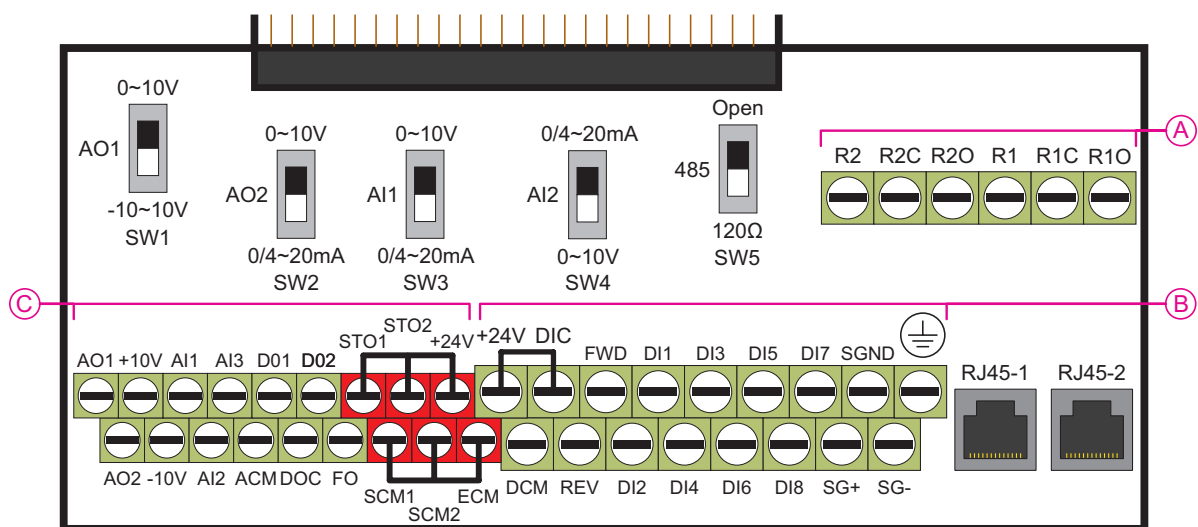 0~10V
AO1
-10~10V
SW1
0~10V
AO2
0/4~20mA
SW2
0~10V
AI1
0/4~20mA
SW3
0/4~20mA
AI2
0~10V
SW4
Open
485
120Ω
SW5
A
R2 R2C R2O R1 R1C R1O
C
B
AO1 +10V AI1 AI3 D01 D02 STO1 STO2 +24V +24V DIC FWD DI1 DI3 DI5 DI7 SGND
RJ45-1 RJ45-2
AO2 -10V AI2 ACM DOC FO SCM1 SCM2 ECM DCM REV DI2 DI4 DI6 DI8 SG+ SG-